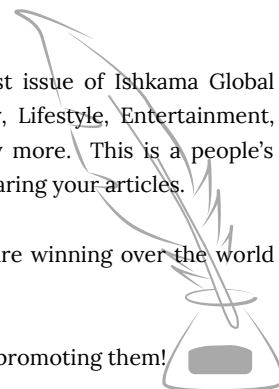 st issue of Ishkama Global
, Lifestyle, Entertainment,
more. This is a people's
aring your articles.
re winning over the world
promoting them!